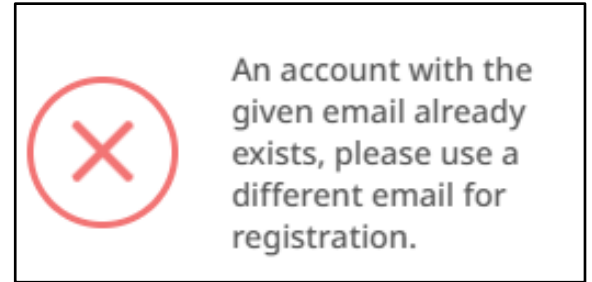 An account with the
given email already
exists, please use a
different email for
registration.